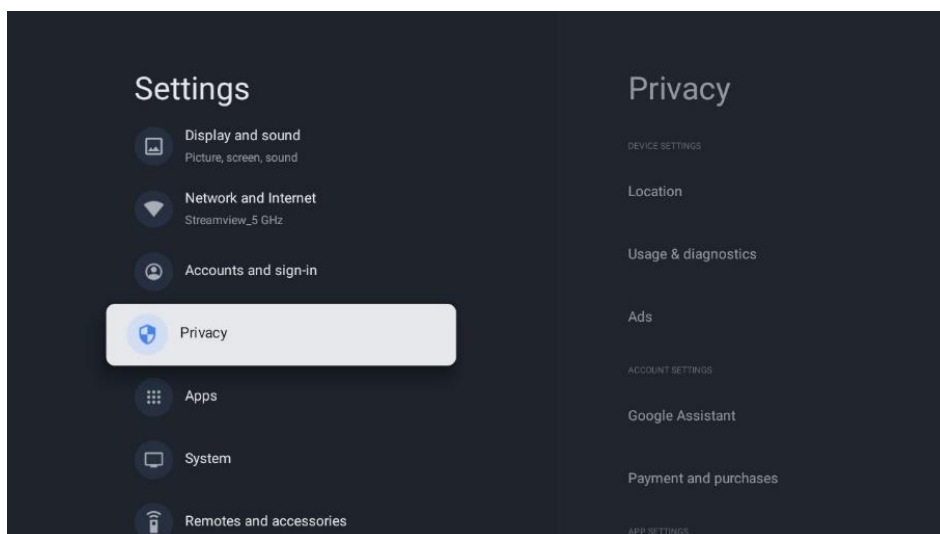 Settings
Display and sound
Picture, screen, sound
Network and Internet
Streamview_5 GHz
Accounts and sign-in
Privacy
Apps
System
Remotes and accessories
Privacy
DEVICE SETTINGS
Location
Usage & diagnostics
Ads
ACCOUNT SETTINGS
Google Assistant
Payment and purchases
APP SETTINGS